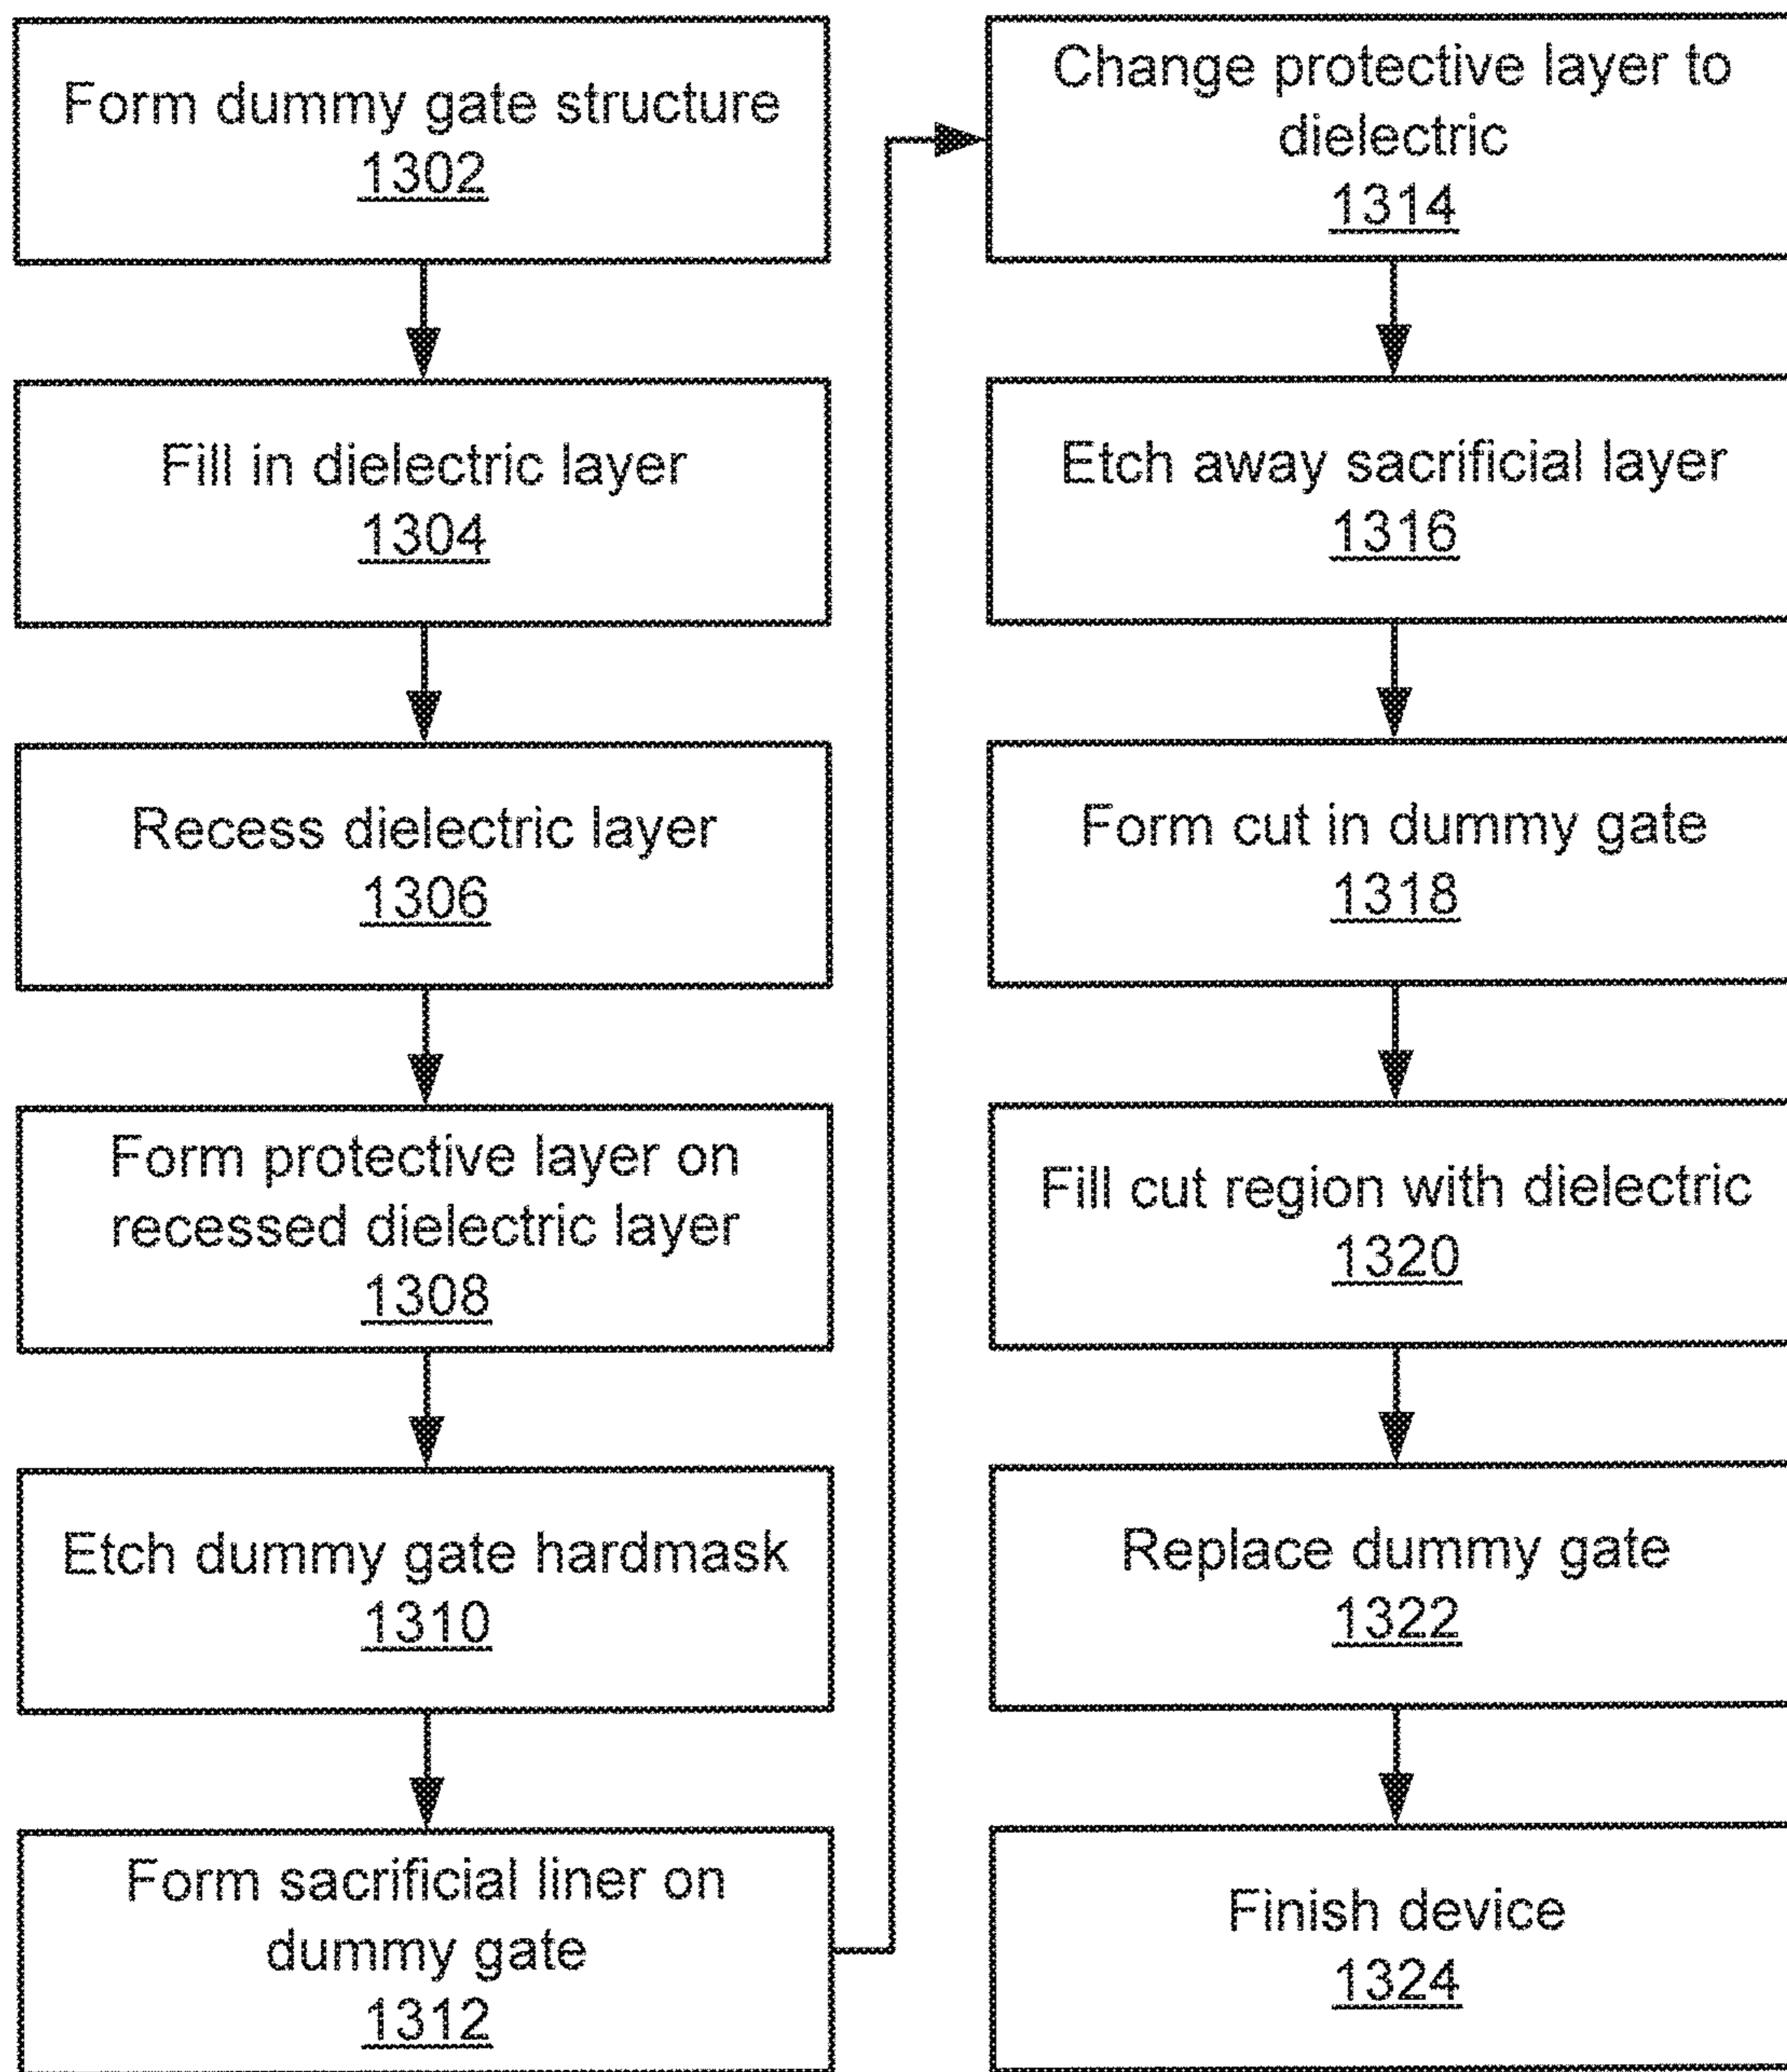 Form dummy gate structure
1302
Fill in dielectric layer
1304
Recess dielectric layer
1306
Form protective layer on
recessed dielectric layer
1308
Etch dummy gate hardmask
1310
Form sacrificial liner on
dummy gate
1312
Change protective layer to
dielectric
1314
Etch away sacrificial layer
1316
Form cut in dummy gate
1318
Fill cut region with dielectric
1320
Replace dummy gate
1322
Finish device
1324